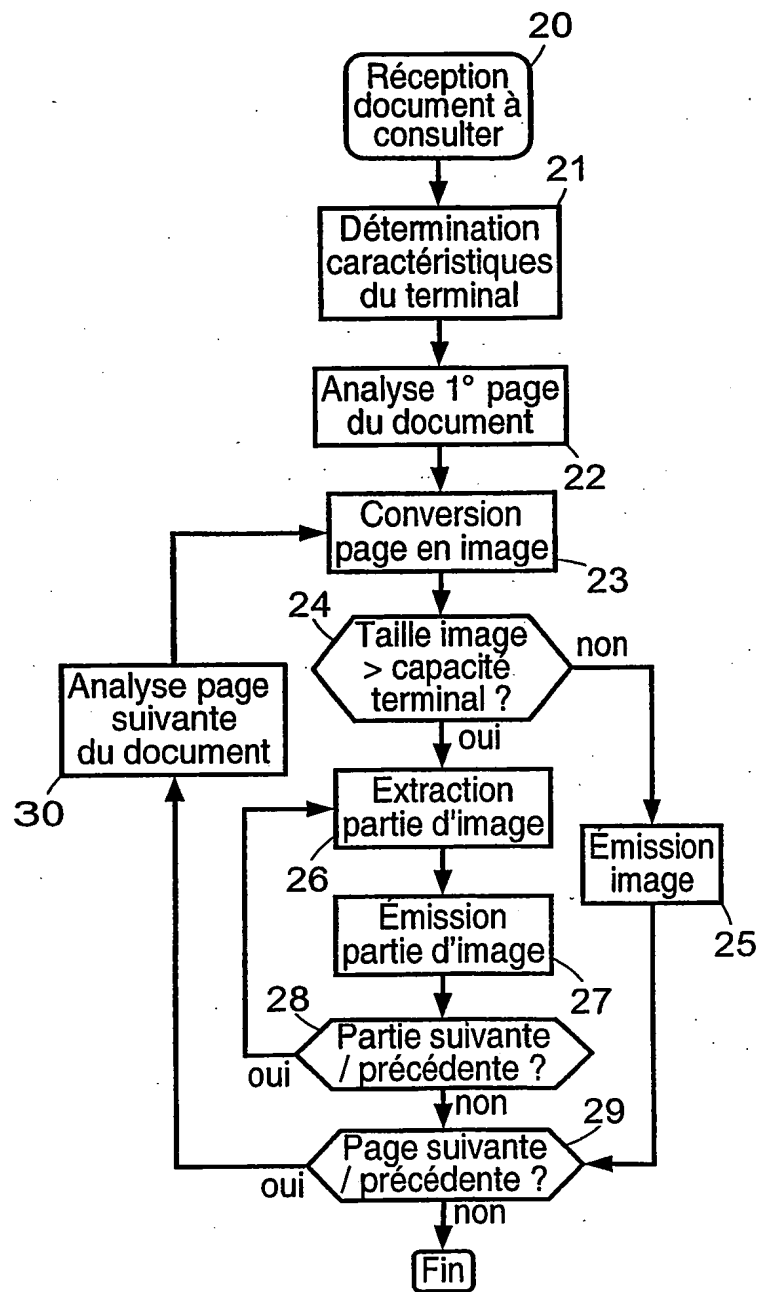 20
Réception
document à
consulter
21
Détermination
caractéristiques
du terminal
Analyse 1° page
du document
22
Conversion
page en image
23
24
Taille image
> capacité
terminal ?
non
oui
Analyse page
suivante
du document
30
Extraction
partie d'image
26
Émission
image
25
Émission
partie d'image
27
28
Partie suivante
/ précédente ?
oui
non
29
Page suivante
/ précédente ?
oui
non
Fin